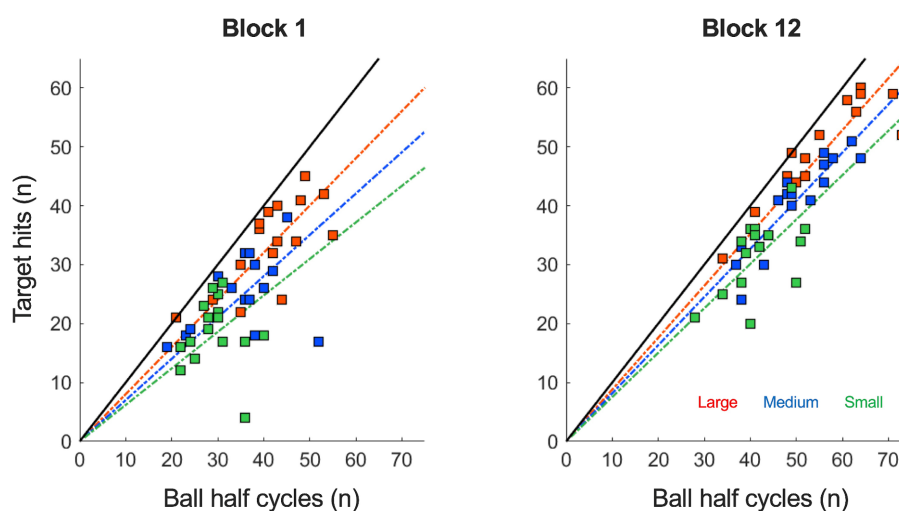 Block 1
Block 12
Target hits (n)
60
50
40
30
20
10
0
0 10 20 30 40 50 60 70
Ball half cycles (n)
60
50
40
30
20
10
0
Large Medium Small
0 10 20 30 40 50 60 70
Ball half cycles (n)